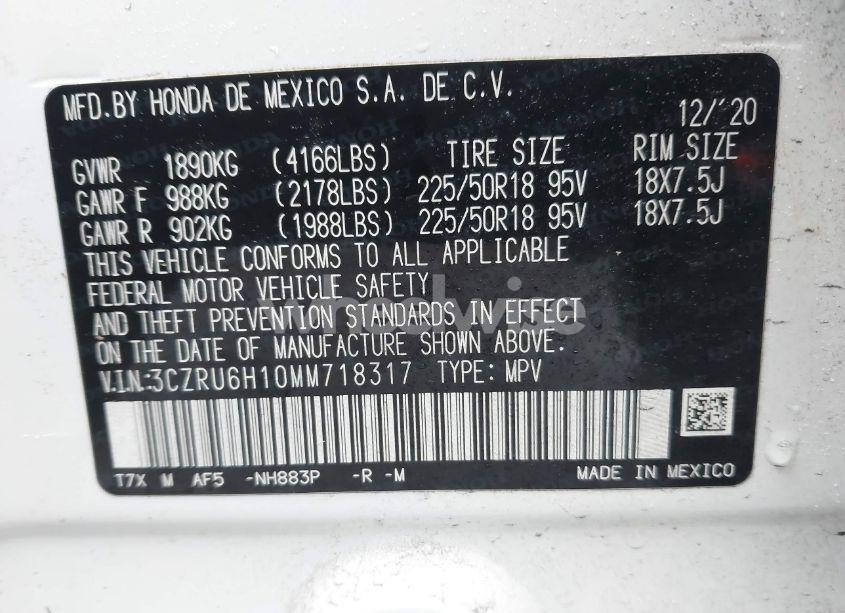 MFD.BY HONDA DE MEXICO S.A. DE C.V.
12/'20
GVWR 1890KG (4166LBS) TIRE SIZE RIM SIZE
GAWR F 988KG (2178LBS) 225/50R18 95V 18X7.5J
GAWR R 902KG (1988LBS) 225/50R18 95V 18X7.5J
THIS VEHICLE CONFORMS TO ALL APPLICABLE
FEDERAL MOTOR VEHICLE SAFETY
AND THEFT PREVENTION STANDARDS IN EFFECT
ON THE DATE OF MANUFACTURE SHOWN ABOVE.
V.I.N:3CZRU6H10MM718317 TYPE: MPV
T7X M AF5 -NH883P -R -M
MADE IN MEXICO